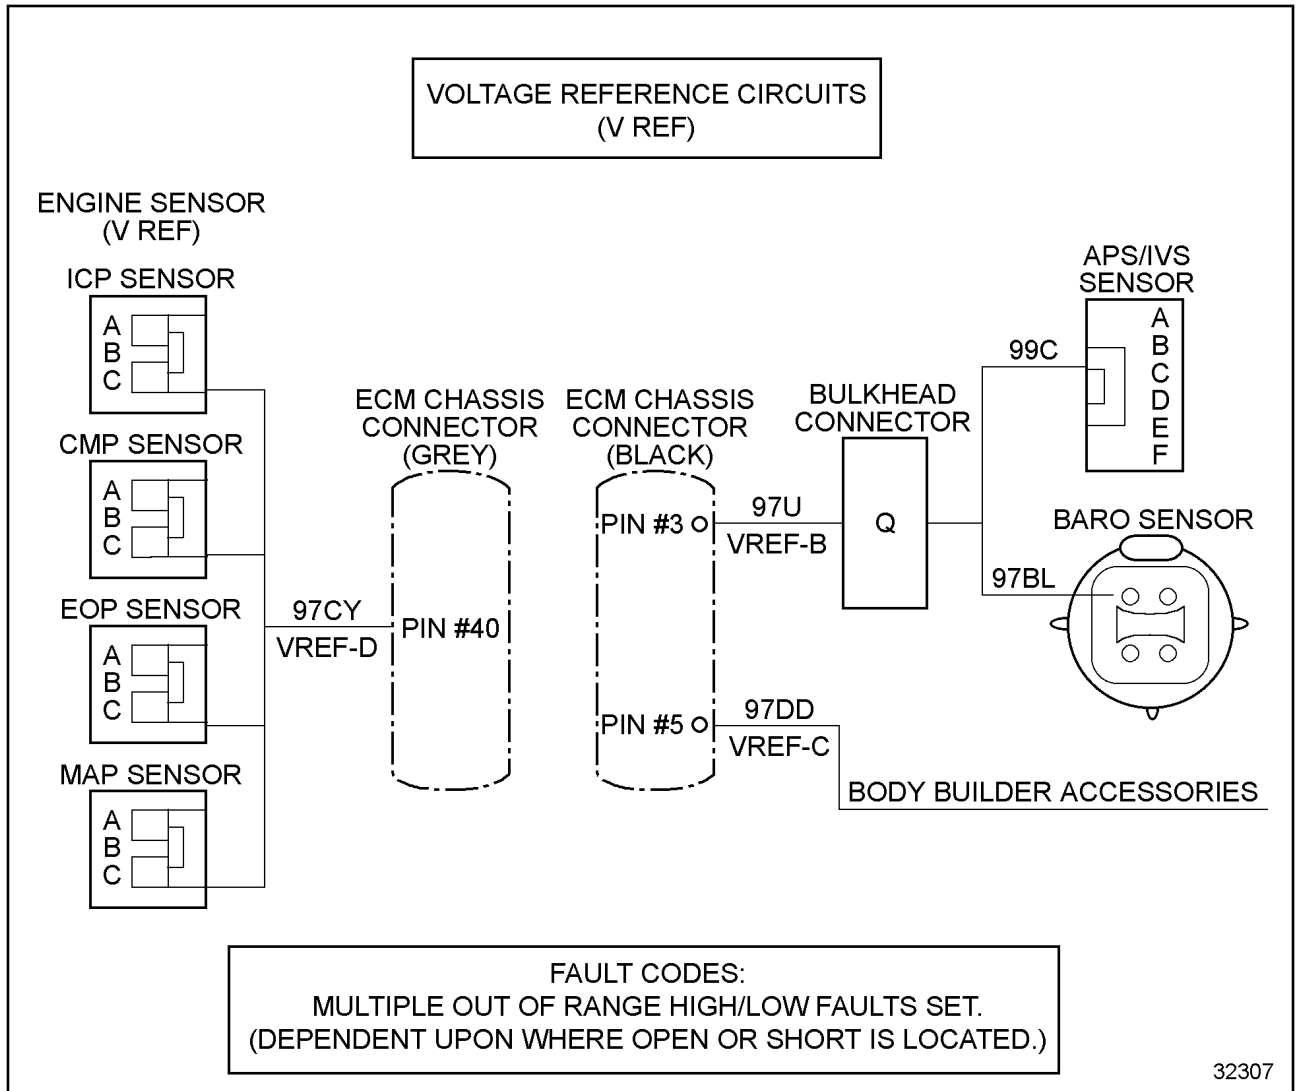 VOLTAGE REFERENCE CIRCUITS
(V REF)
ENGINE SENSOR
(V REF)
ICP SENSOR
A
B
C
CMP SENSOR
A
B
C
EOP SENSOR
A
B
C
MAP SENSOR
A
B
C
97CY
VREF-D
ECM CHASSIS
CONNECTOR
(GREY)
PIN #40
ECM CHASSIS
CONNECTOR
(BLACK)
PIN #3
PIN #5
97U
VREF-B
97DD
VREF-C
BULKHEAD
CONNECTOR
Q
99C
97BL
APS/IVS
SENSOR
A
B
C
D
E
F
BARO SENSOR
BODY BUILDER ACCESSORIES
FAULT CODES:
MULTIPLE OUT OF RANGE HIGH/LOW FAULTS SET.
(DEPENDENT UPON WHERE OPEN OR SHORT IS LOCATED.)
32307